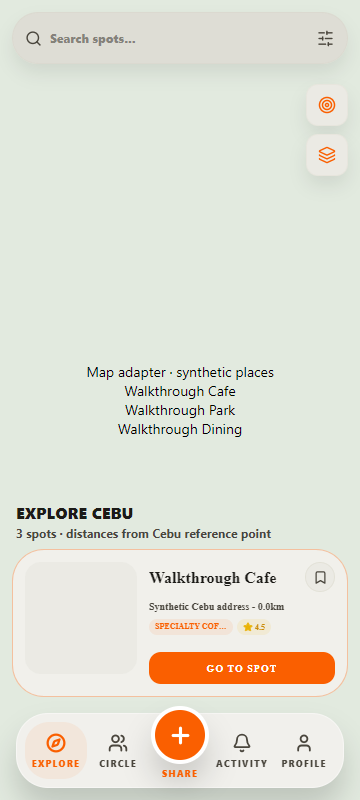 Search spots...
Map adapter · synthetic places
Walkthrough Cafe
Walkthrough Park
Walkthrough Dining
EXPLORE CEBU
3 spots · distances from Cebu reference point
Walkthrough Cafe
Synthetic Cebu address - 0.0km
SPECIALTY COF... 4.5
GO TO SPOT
EXPLORE CIRCLE SHARE ACTIVITY PROFILE